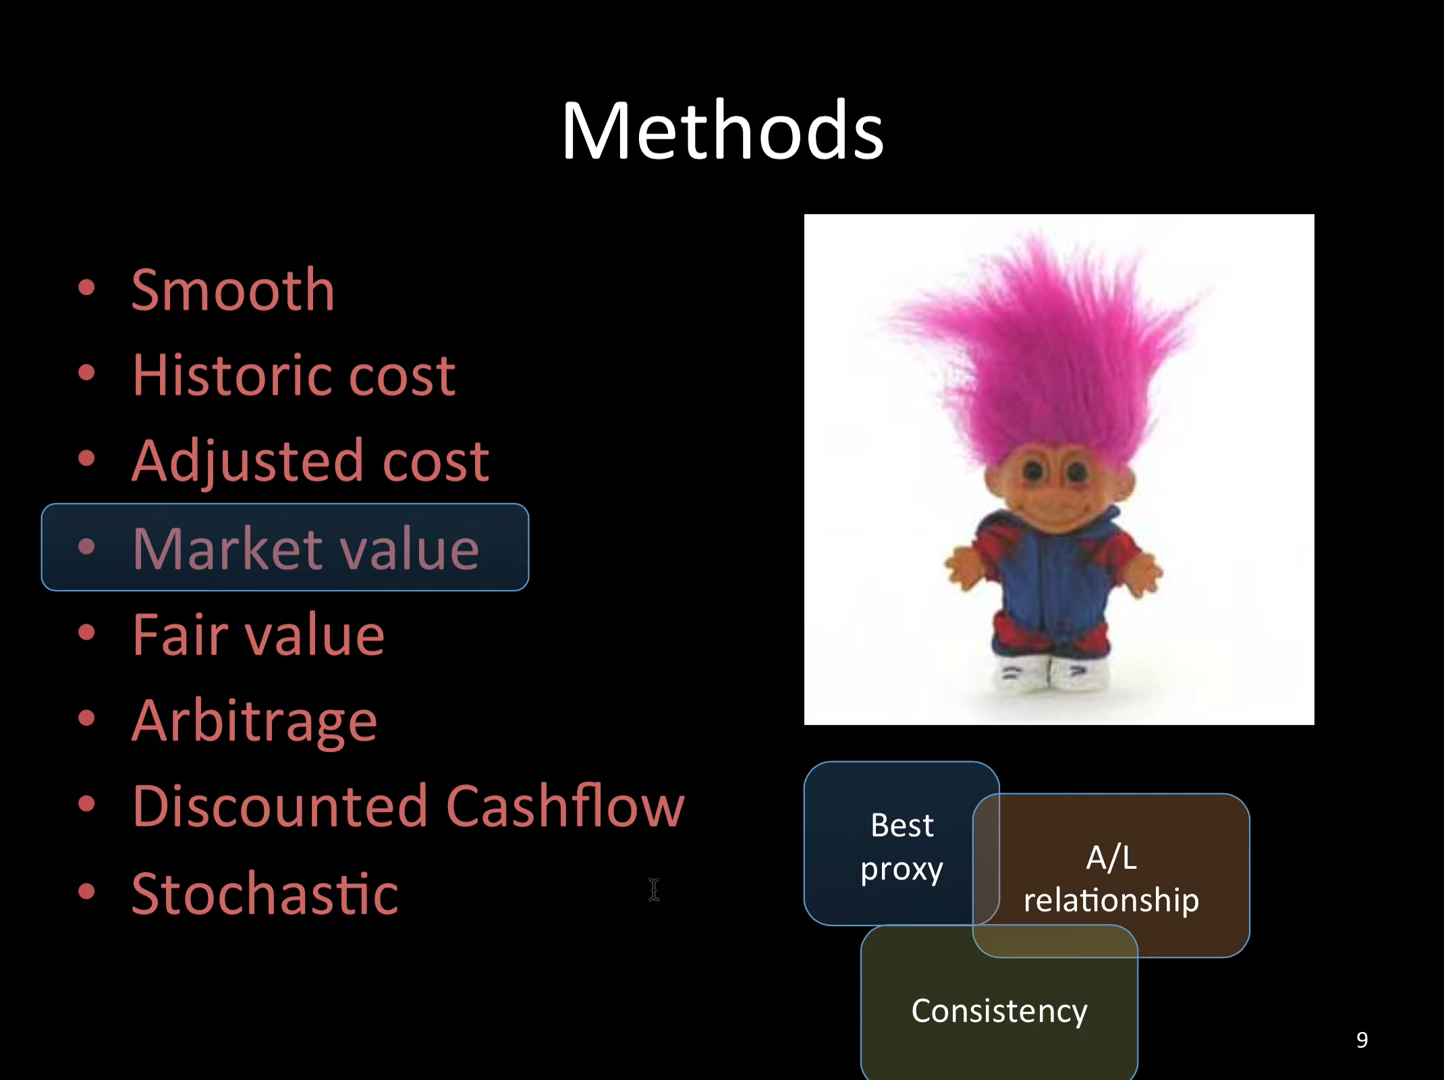 Methods
• Smooth
• Historic cost
• Adjusted cost
• Market value
• Fair value
• Arbitrage
• Discounted Cashflow
• Stochastic
Best
proxy
A/L
relationship
Consistency
9